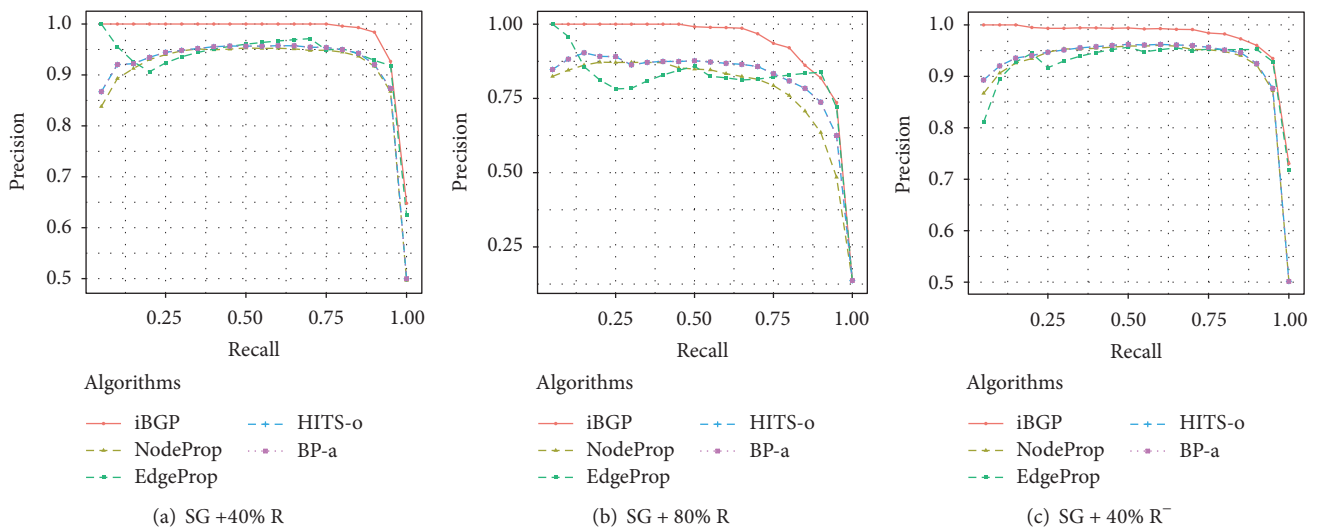 1.00
0.9
0.8
0.7
0.6
0.5
Precision
0.25 0.50 0.75 1.00
Recall
Algorithms
iBGP
NodeProp
EdgeProp
HITS-o
BP-a
(a) SG +40% R
1.00
0.75
0.50
0.25
Precision
0.25 0.50 0.75 1.00
Recall
Algorithms
iBGP
NodeProp
EdgeProp
HITS-o
BP-a
(b) SG + 80% R
1.00
0.9
0.8
0.7
0.6
0.5
Precision
0.25 0.50 0.75 1.00
Recall
Algorithms
iBGP
NodeProp
EdgeProp
HITS-o
BP-a
(c) SG + 40% R⁻